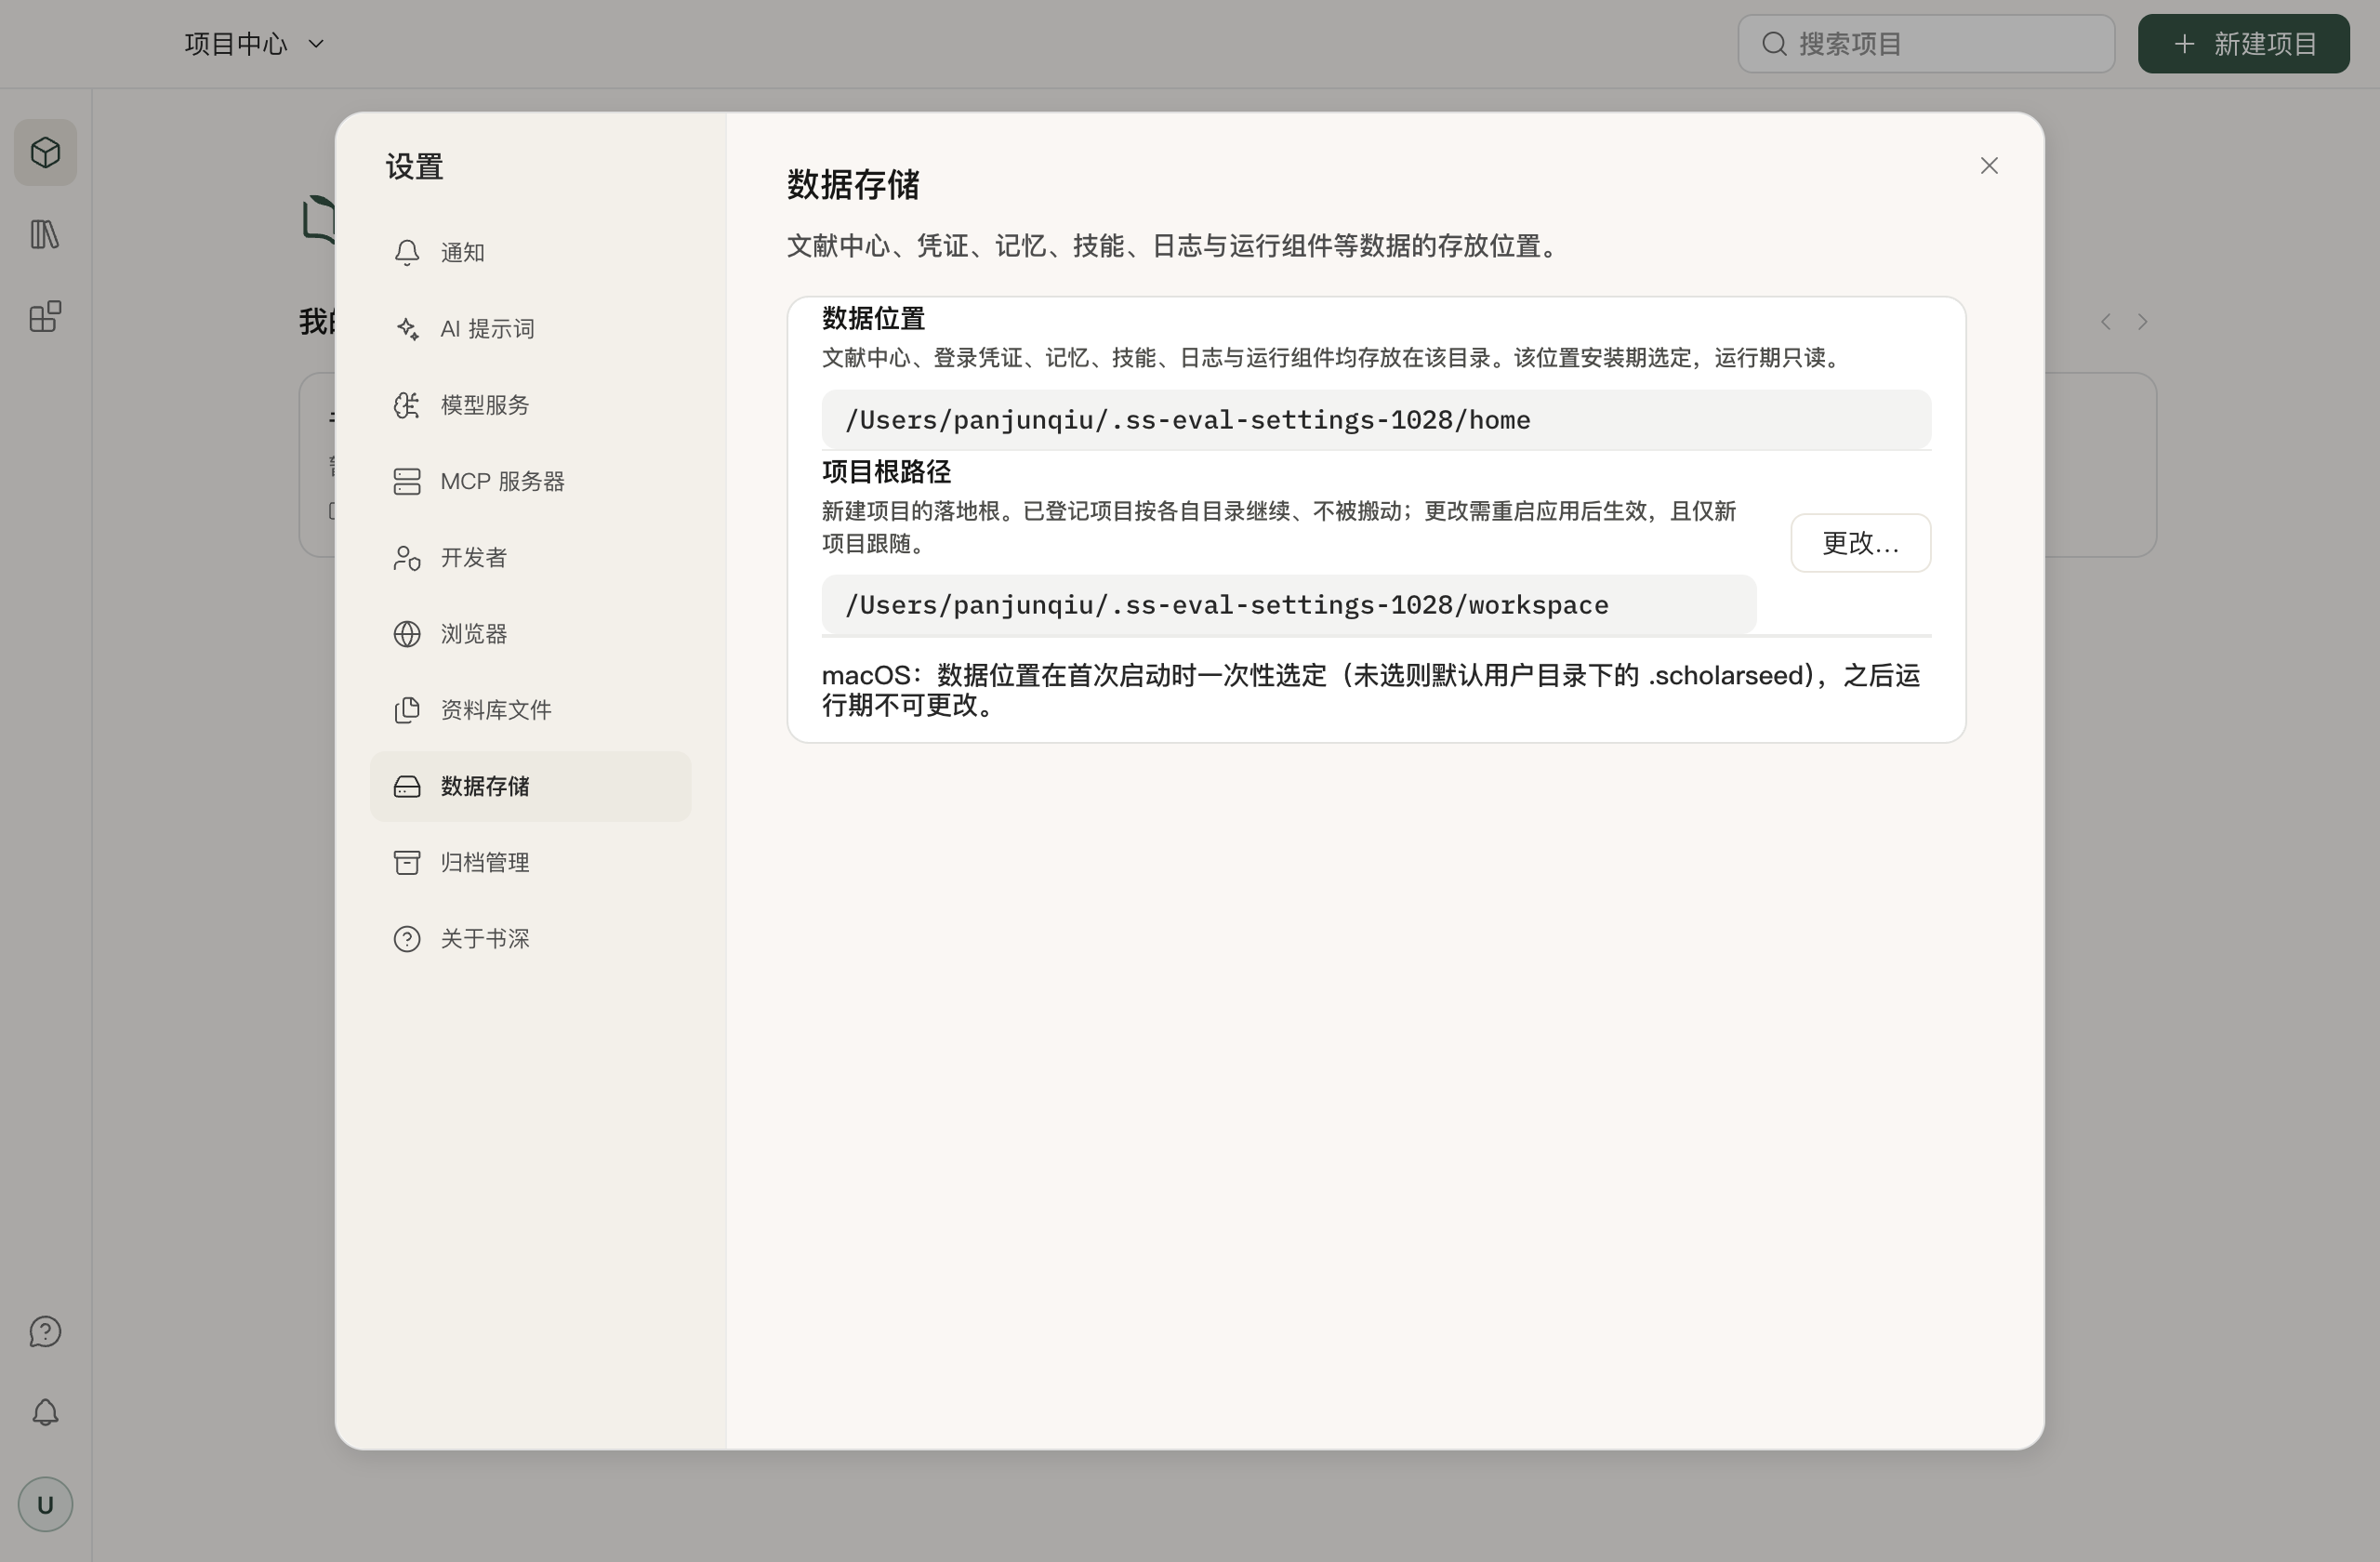 项目中心
搜索项目
新建项目
设置
通知
AI 提示词
模型服务
MCP 服务器
开发者
浏览器
资料库文件
数据存储
归档管理
关于书深
数据存储
文献中心、凭证、记忆、技能、日志与运行组件等数据的存放位置。
数据位置
文献中心、登录凭证、记忆、技能、日志与运行组件均存放在该目录。该位置安装期选定，运行期只读。
/Users/panjunqiu/.ss-eval-settings-1028/home
项目根路径
新建项目的落地根。已登记项目按各自目录继续、不被搬动；更改需重启应用后生效，且仅新
项目跟随。
更改...
/Users/panjunqiu/.ss-eval-settings-1028/workspace
macOS：数据位置在首次启动时一次性选定（未选则默认用户目录下的 .scholarseed），之后运
行期不可更改。
我
U